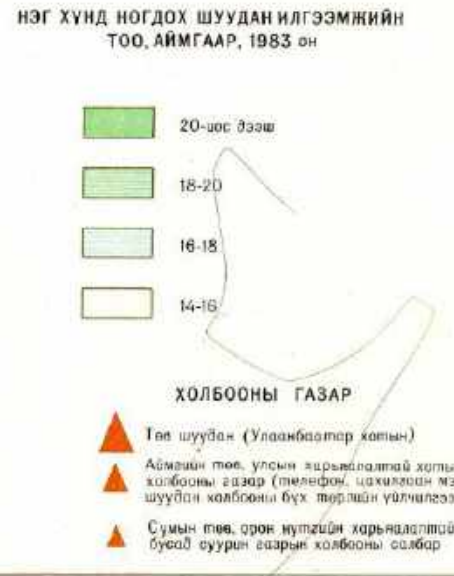 НЭГ ХҮНД НОГДОХ ШУУДАН ИЛГЭЭМЖИЙН
ТОО, АЙМГААР, 1983 он
20-иос дээш
18-20
16-18
14-16
ХОЛБООНЫ ГАЗАР
Төв шуудан (Улаанбаатар хотын)
Аймгийн төв, улсын харьяалалтай хоты
холбооны газар (телефон, цахилгаан мэ
шуудан холбооны бүх төрлийн үйлчилгээ
Сумын төв, орон нутгийн харьяалалтай
бусад суурин газрын холбооны салбар